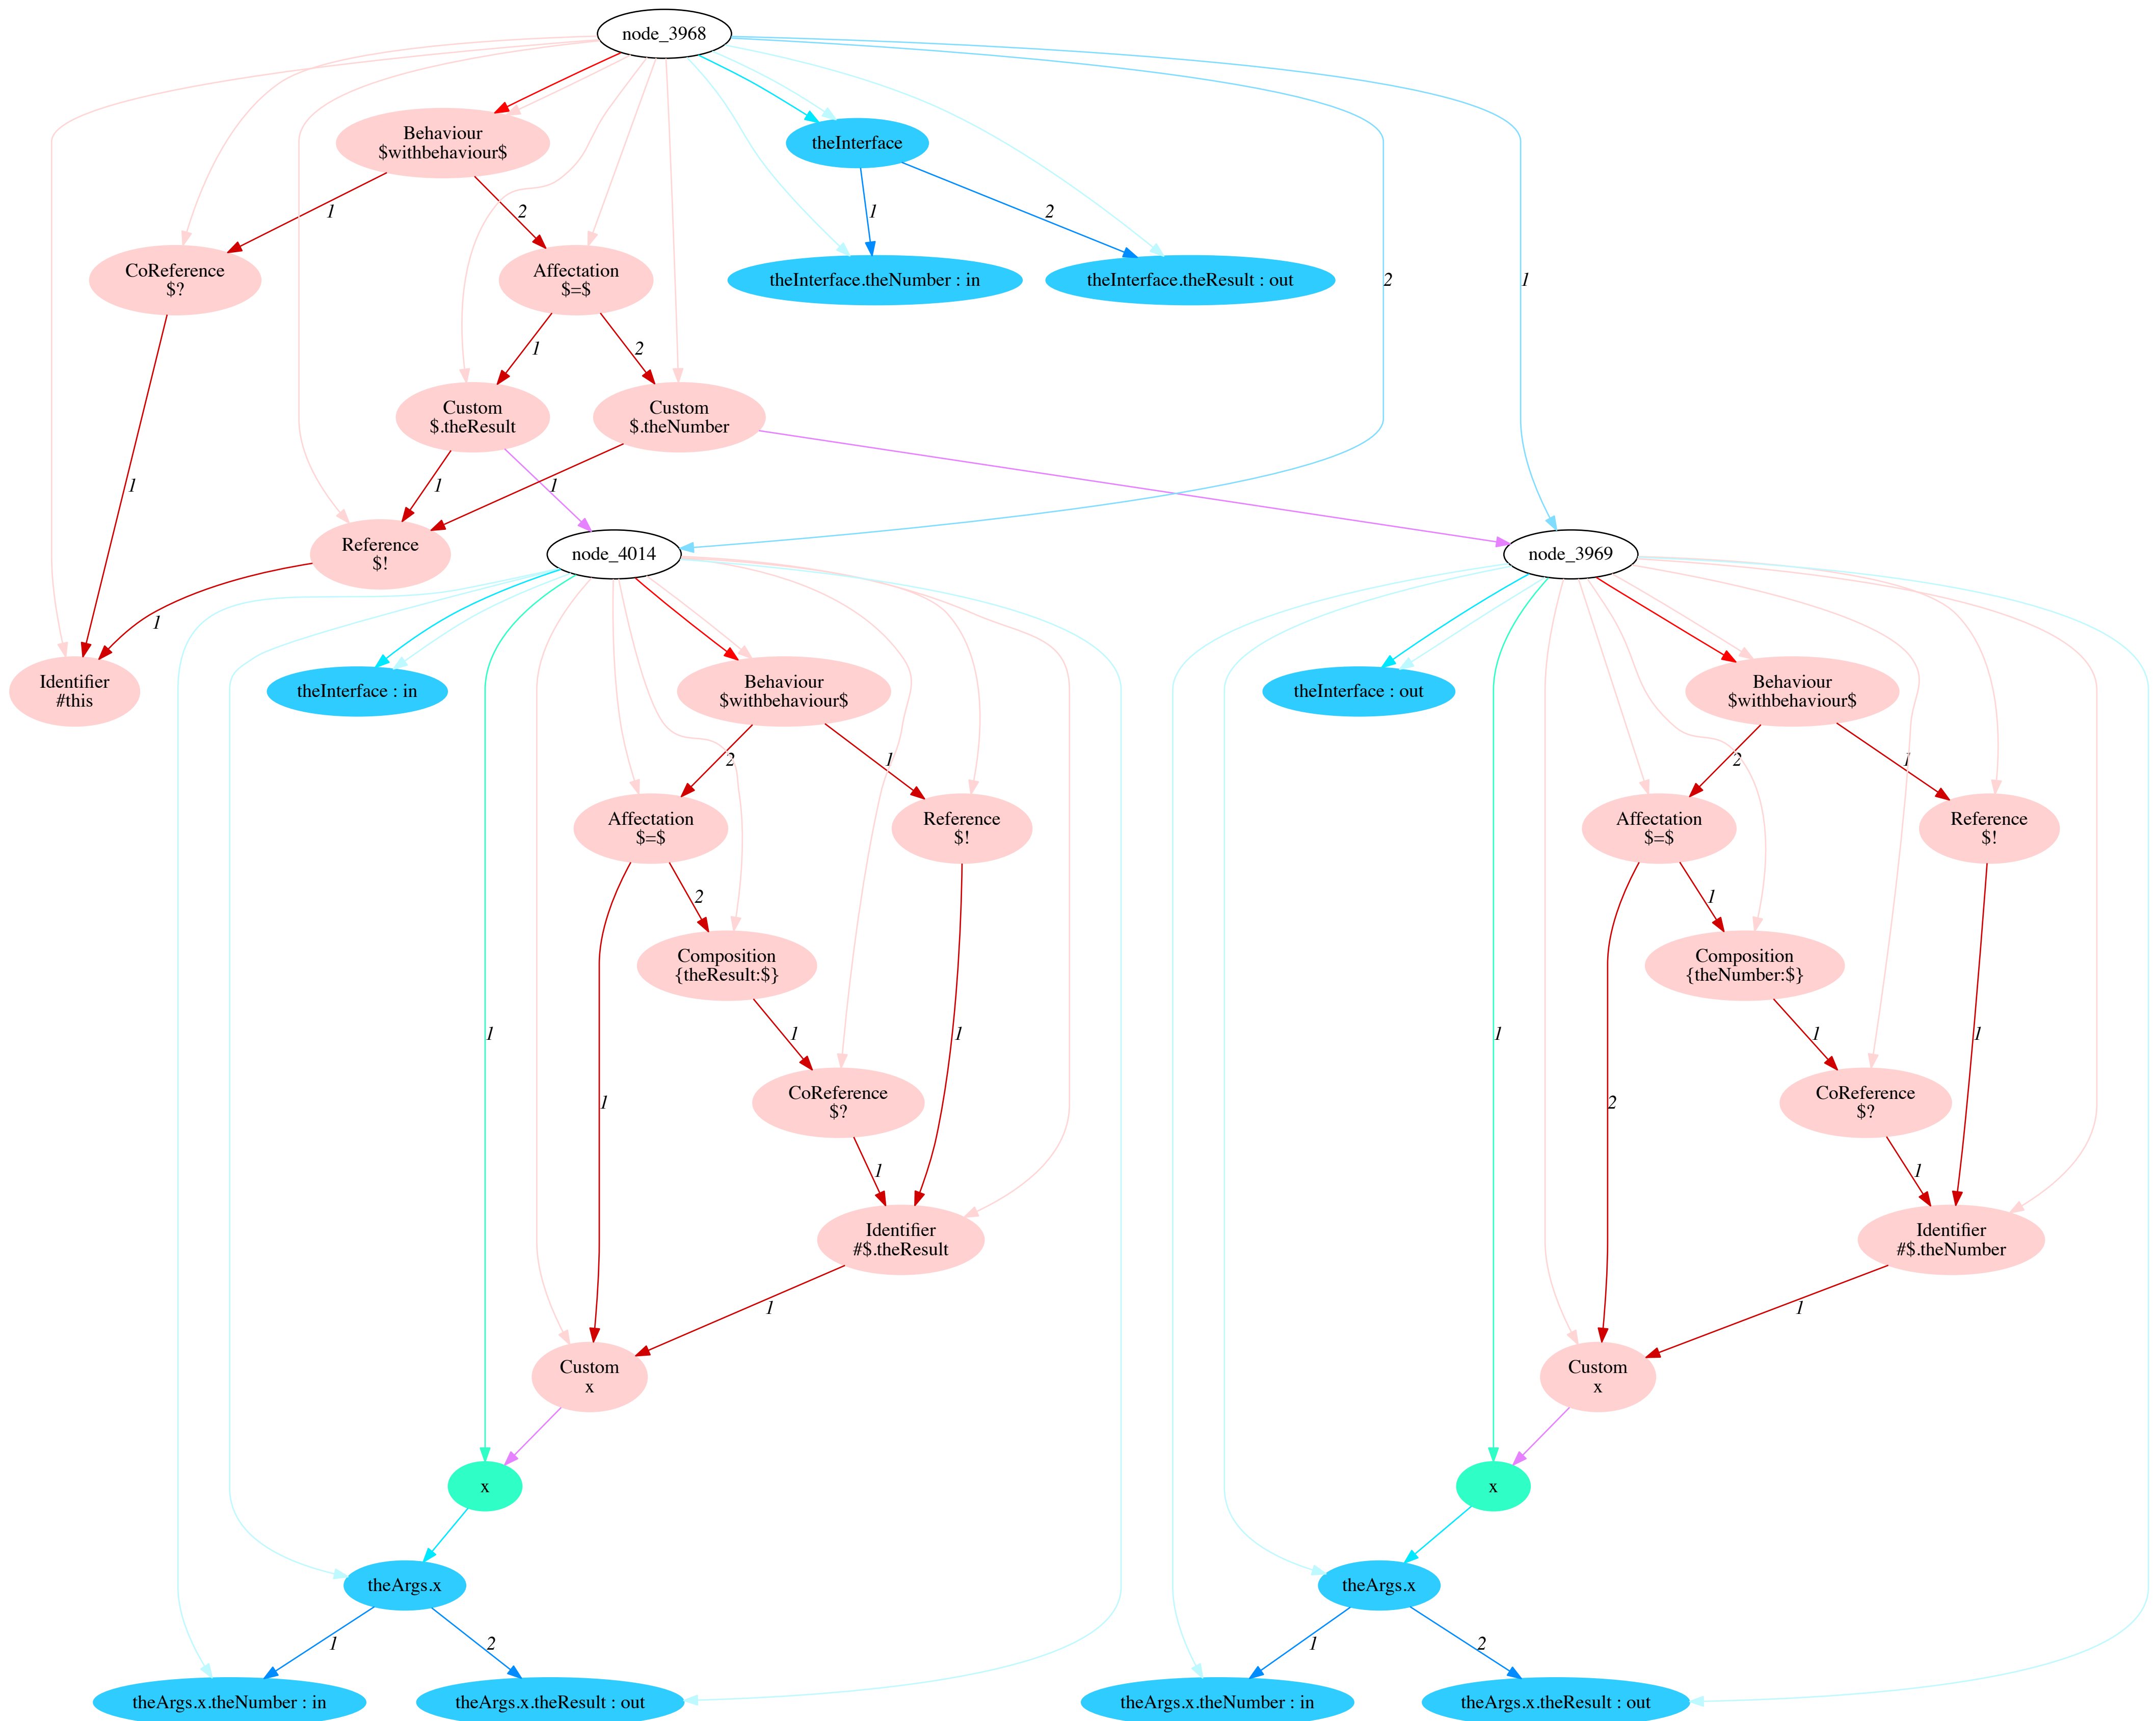 node_3968
Behaviour
$withbehaviour$
theInterface
1
2
1
2
CoReference
$?
Affectation
$=$
theInterface.theNumber : in
theInterface.theResult : out
2
1
1
2
Custom
$.theResult
Custom
$.theNumber
1
1
1
Reference
$!
node_4014
node_3969
1
Identifier
#this
theInterface : in
Behaviour
$withbehaviour$
theInterface : out
Behaviour
$withbehaviour$
2
1
2
1
Affectation
$=$
Reference
$!
Affectation
$=$
Reference
$!
2
1
Composition
{theResult:$}
Composition
{theNumber:$}
1
1
1
1
1
1
CoReference
$?
CoReference
$?
1
2
1
1
Identifier
#$.theResult
Identifier
#$.theNumber
1
1
Custom
x
Custom
x
x
x
theArgs.x
theArgs.x
1
2
1
2
theArgs.x.theNumber : in
theArgs.x.theResult : out
theArgs.x.theNumber : in
theArgs.x.theResult : out